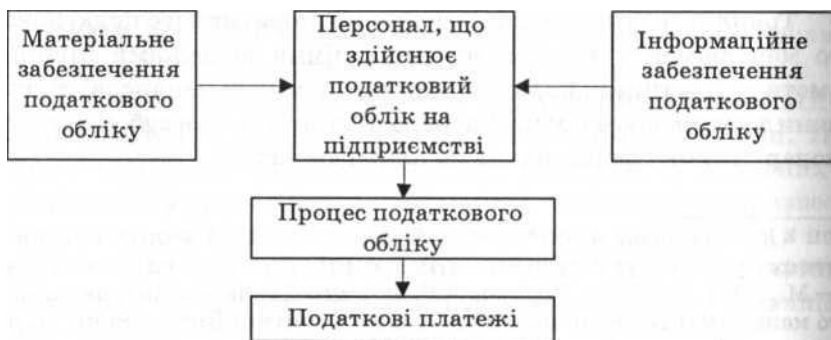 Матеріальне
забезпечення
податкового
обліку
Персонал, що
здійснює
податковий
облік на
підприємстві
Інформаційне
забезпечення
податкового
обліку
Процес податкового
обліку
Податкові платежі